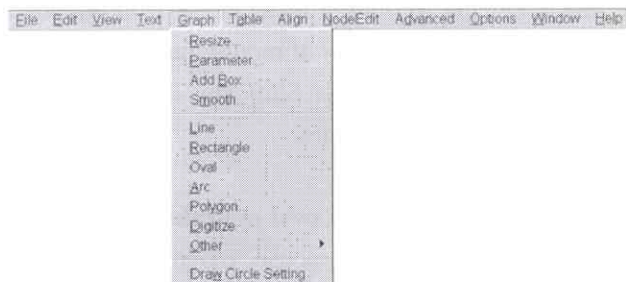 File Edit View Text Graph Table Align NodeEdit Advanced Options Window Help
Resize...
Parameter...
Add Box...
Smooth...
Line
Rectangle
Oval
Arc
Polygon...
Digitize
Other
Draw Circle Setting